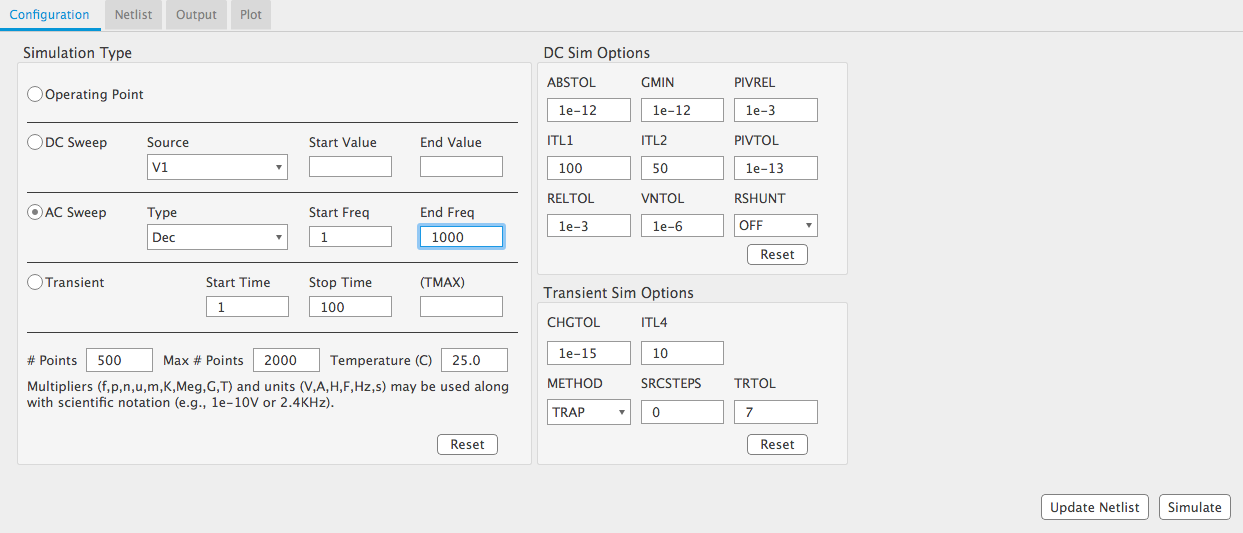 Configuration Netlist Output Plot
Simulation Type
Operating Point
DC Sweep Source Start Value End Value
V1
AC Sweep Type Start Freq End Freq
Dec 1 1000
Transient Start Time Stop Time (TMAX)
1 100
# Points 500 Max # Points 2000 Temperature (C) 25.0
Multipliers (f,p,n,u,m,K,Meg,G,T) and units (V,A,H,F,Hz,s) may be used along
with scientific notation (e.g., 1e-10V or 2.4KHz).
Reset
DC Sim Options
ABSTOL GMIN PIVREL
1e-12 1e-12 1e-3
ITL1 ITL2 PIVTOL
100 50 1e-13
RELTOL VNTOL RSHUNT
1e-3 1e-6 OFF
Reset
Transient Sim Options
CHGTOL ITL4
1e-15 10
METHOD SRCSTEPS TRTOL
TRAP 0 7
Reset
Update Netlist Simulate